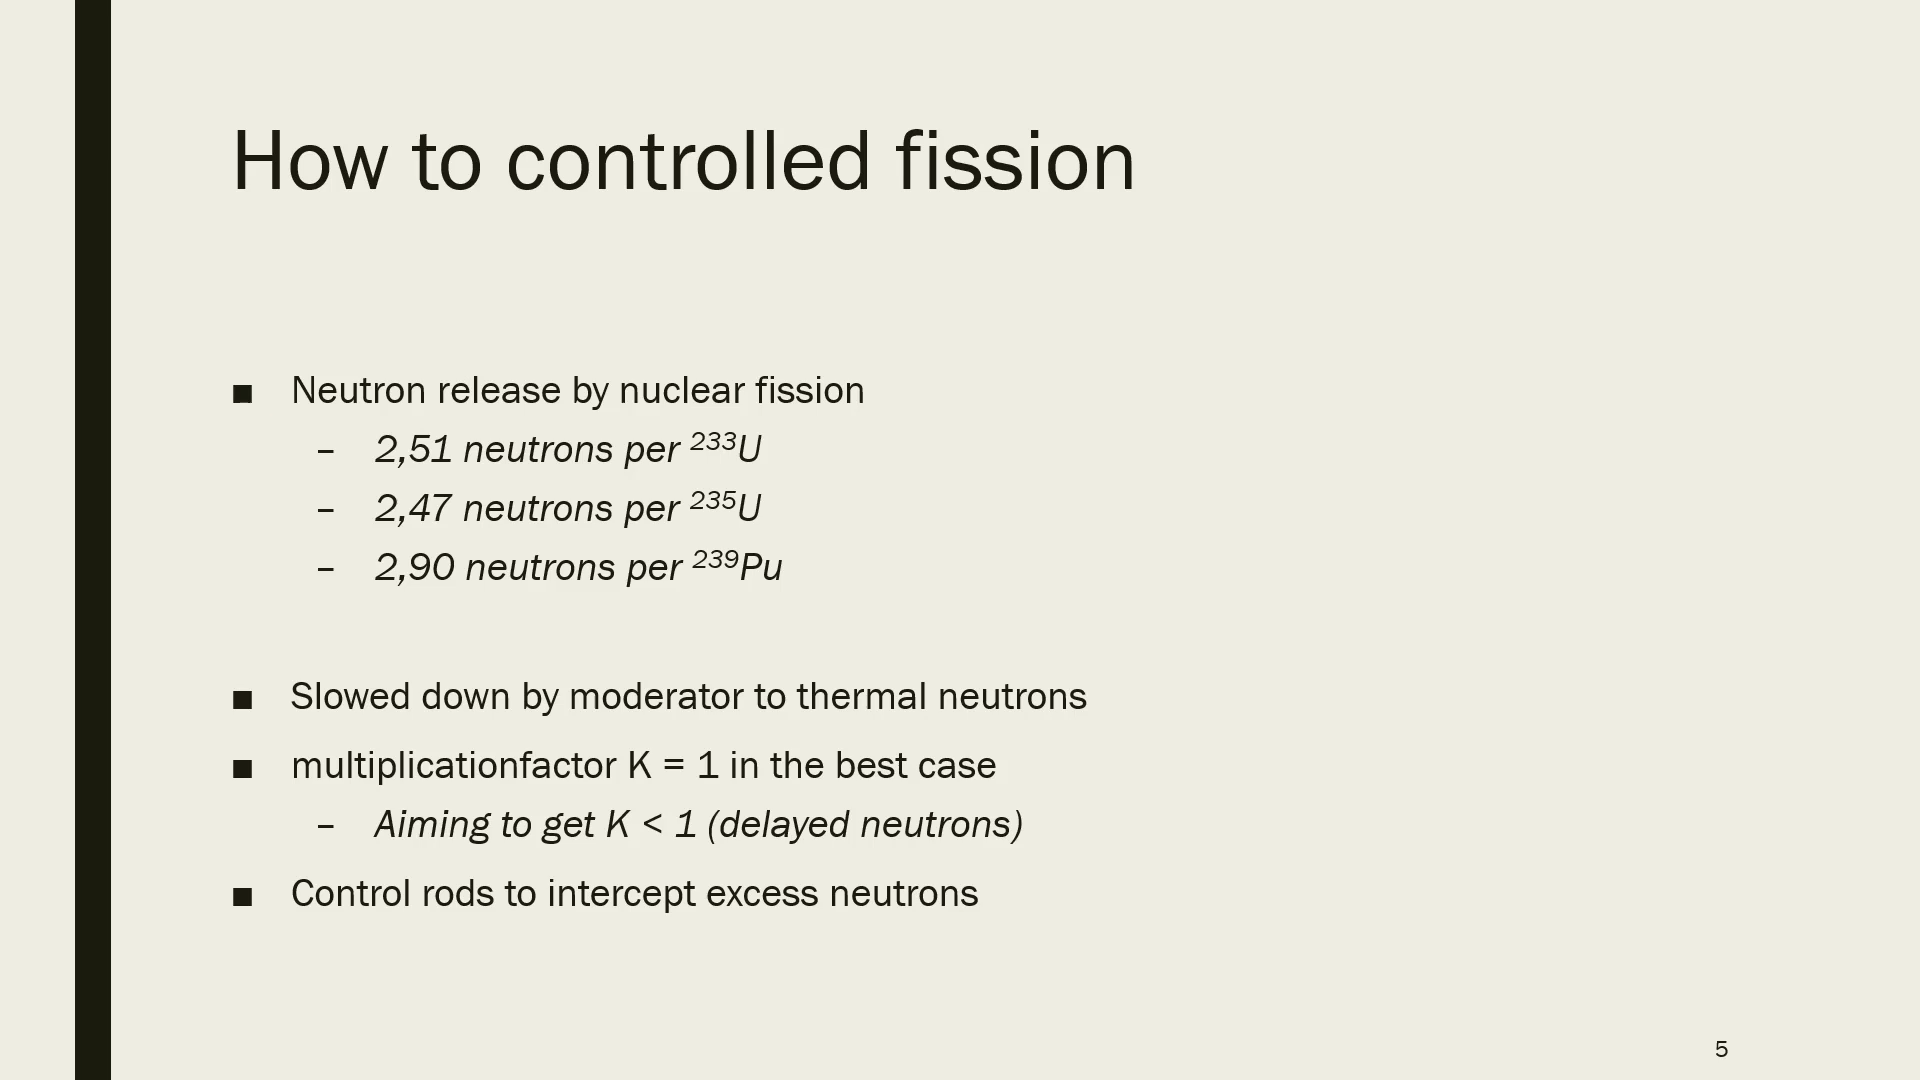 How to controlled fission
■ Neutron release by nuclear fission
– 2,51 neutrons per ²³³U
– 2,47 neutrons per ²³⁵U
– 2,90 neutrons per ²³⁹Pu
■ Slowed down by moderator to thermal neutrons
■ multiplicationfactor K = 1 in the best case
– Aiming to get K < 1 (delayed neutrons)
■ Control rods to intercept excess neutrons
5